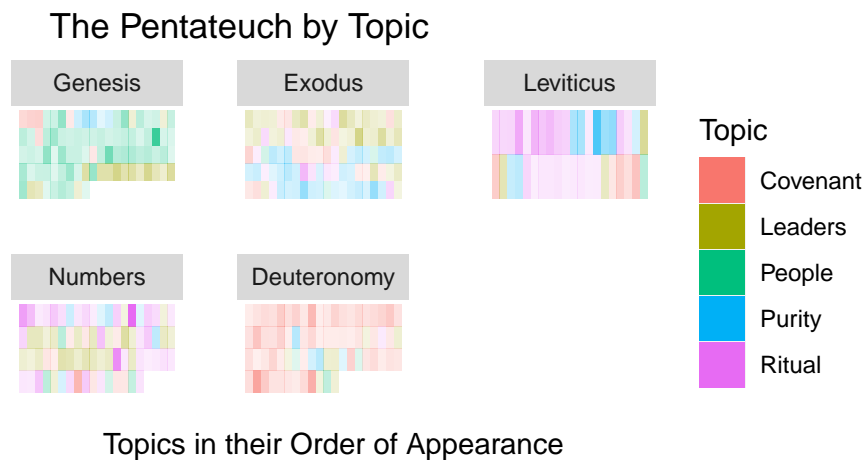 The Pentateuch by Topic
Genesis
Exodus
Leviticus
Numbers
Deuteronomy
Topic
Covenant
Leaders
People
Purity
Ritual
Topics in their Order of Appearance